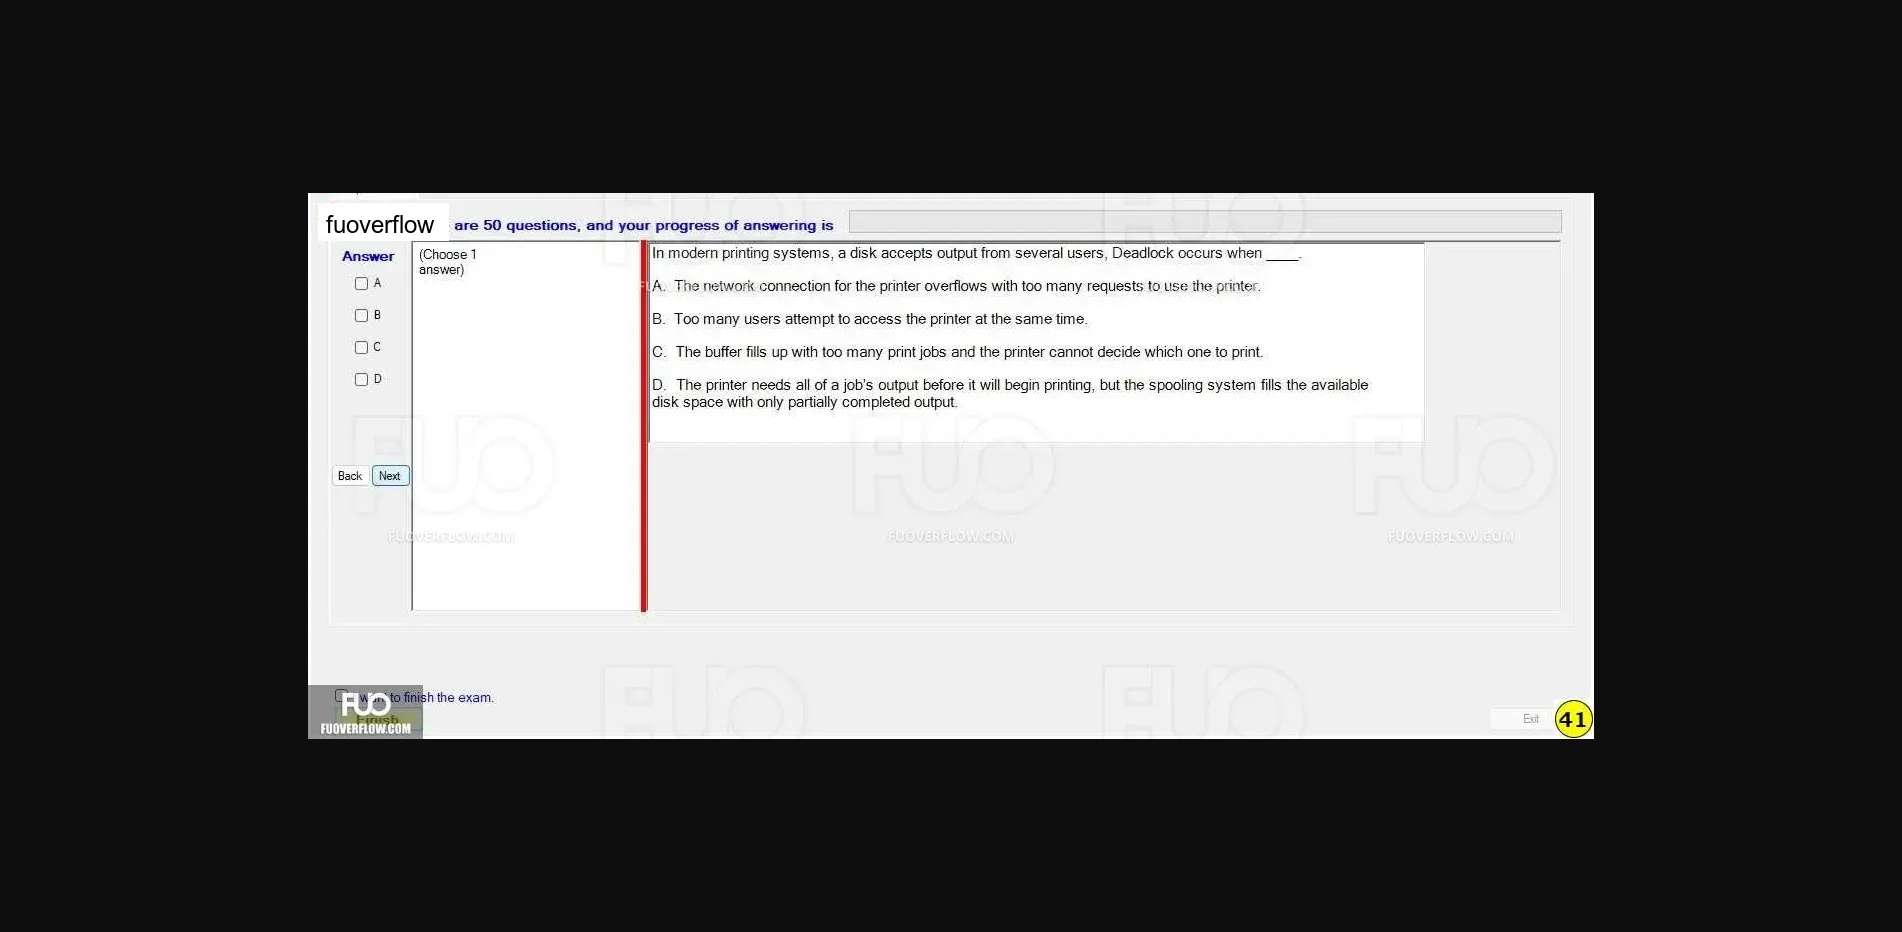 fuoverflow are 50 questions, and your progress of answering is
Answer
(Choose 1
answer)
A
B
C
D
Back Next
In modern printing systems, a disk accepts output from several users, Deadlock occurs when ____.
A. The network connection for the printer overflows with too many requests to use the printer.
B. Too many users attempt to access the printer at the same time.
C. The buffer fills up with too many print jobs and the printer cannot decide which one to print.
D. The printer needs all of a job's output before it will begin printing, but the spooling system fills the available
disk space with only partially completed output.
FUO FUO FUO
FUOVERFLOW.COM FUOVERFLOW.COM FUOVERFLOW.COM
want to finish the exam.
Finish
FUO
FUOVERFLOW.COM
FUO FUO
Exit
41